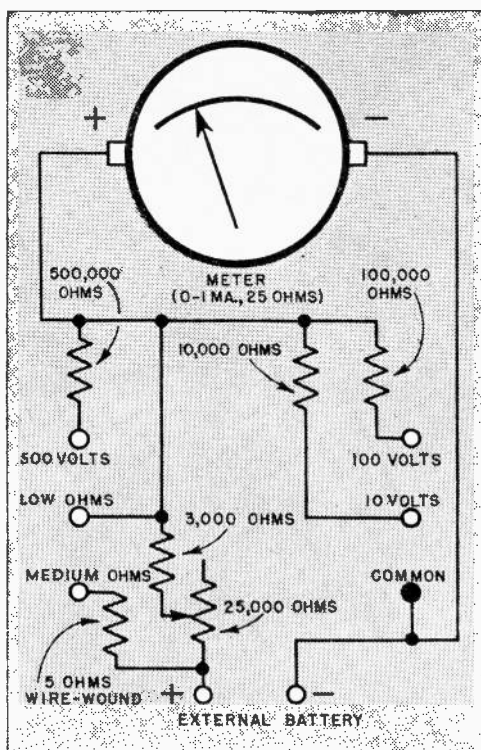 + −
METER
(0-1 MA., 25 OHMS)
500,000
OHMS
100,000
OHMS
10,000 OHMS
500 VOLTS
100 VOLTS
LOW OHMS
10 VOLTS
3,000 OHMS
MEDIUM OHMS
COMMON
25,000 OHMS
5 OHMS
WIRE-WOUND
+ −
EXTERNAL BATTERY